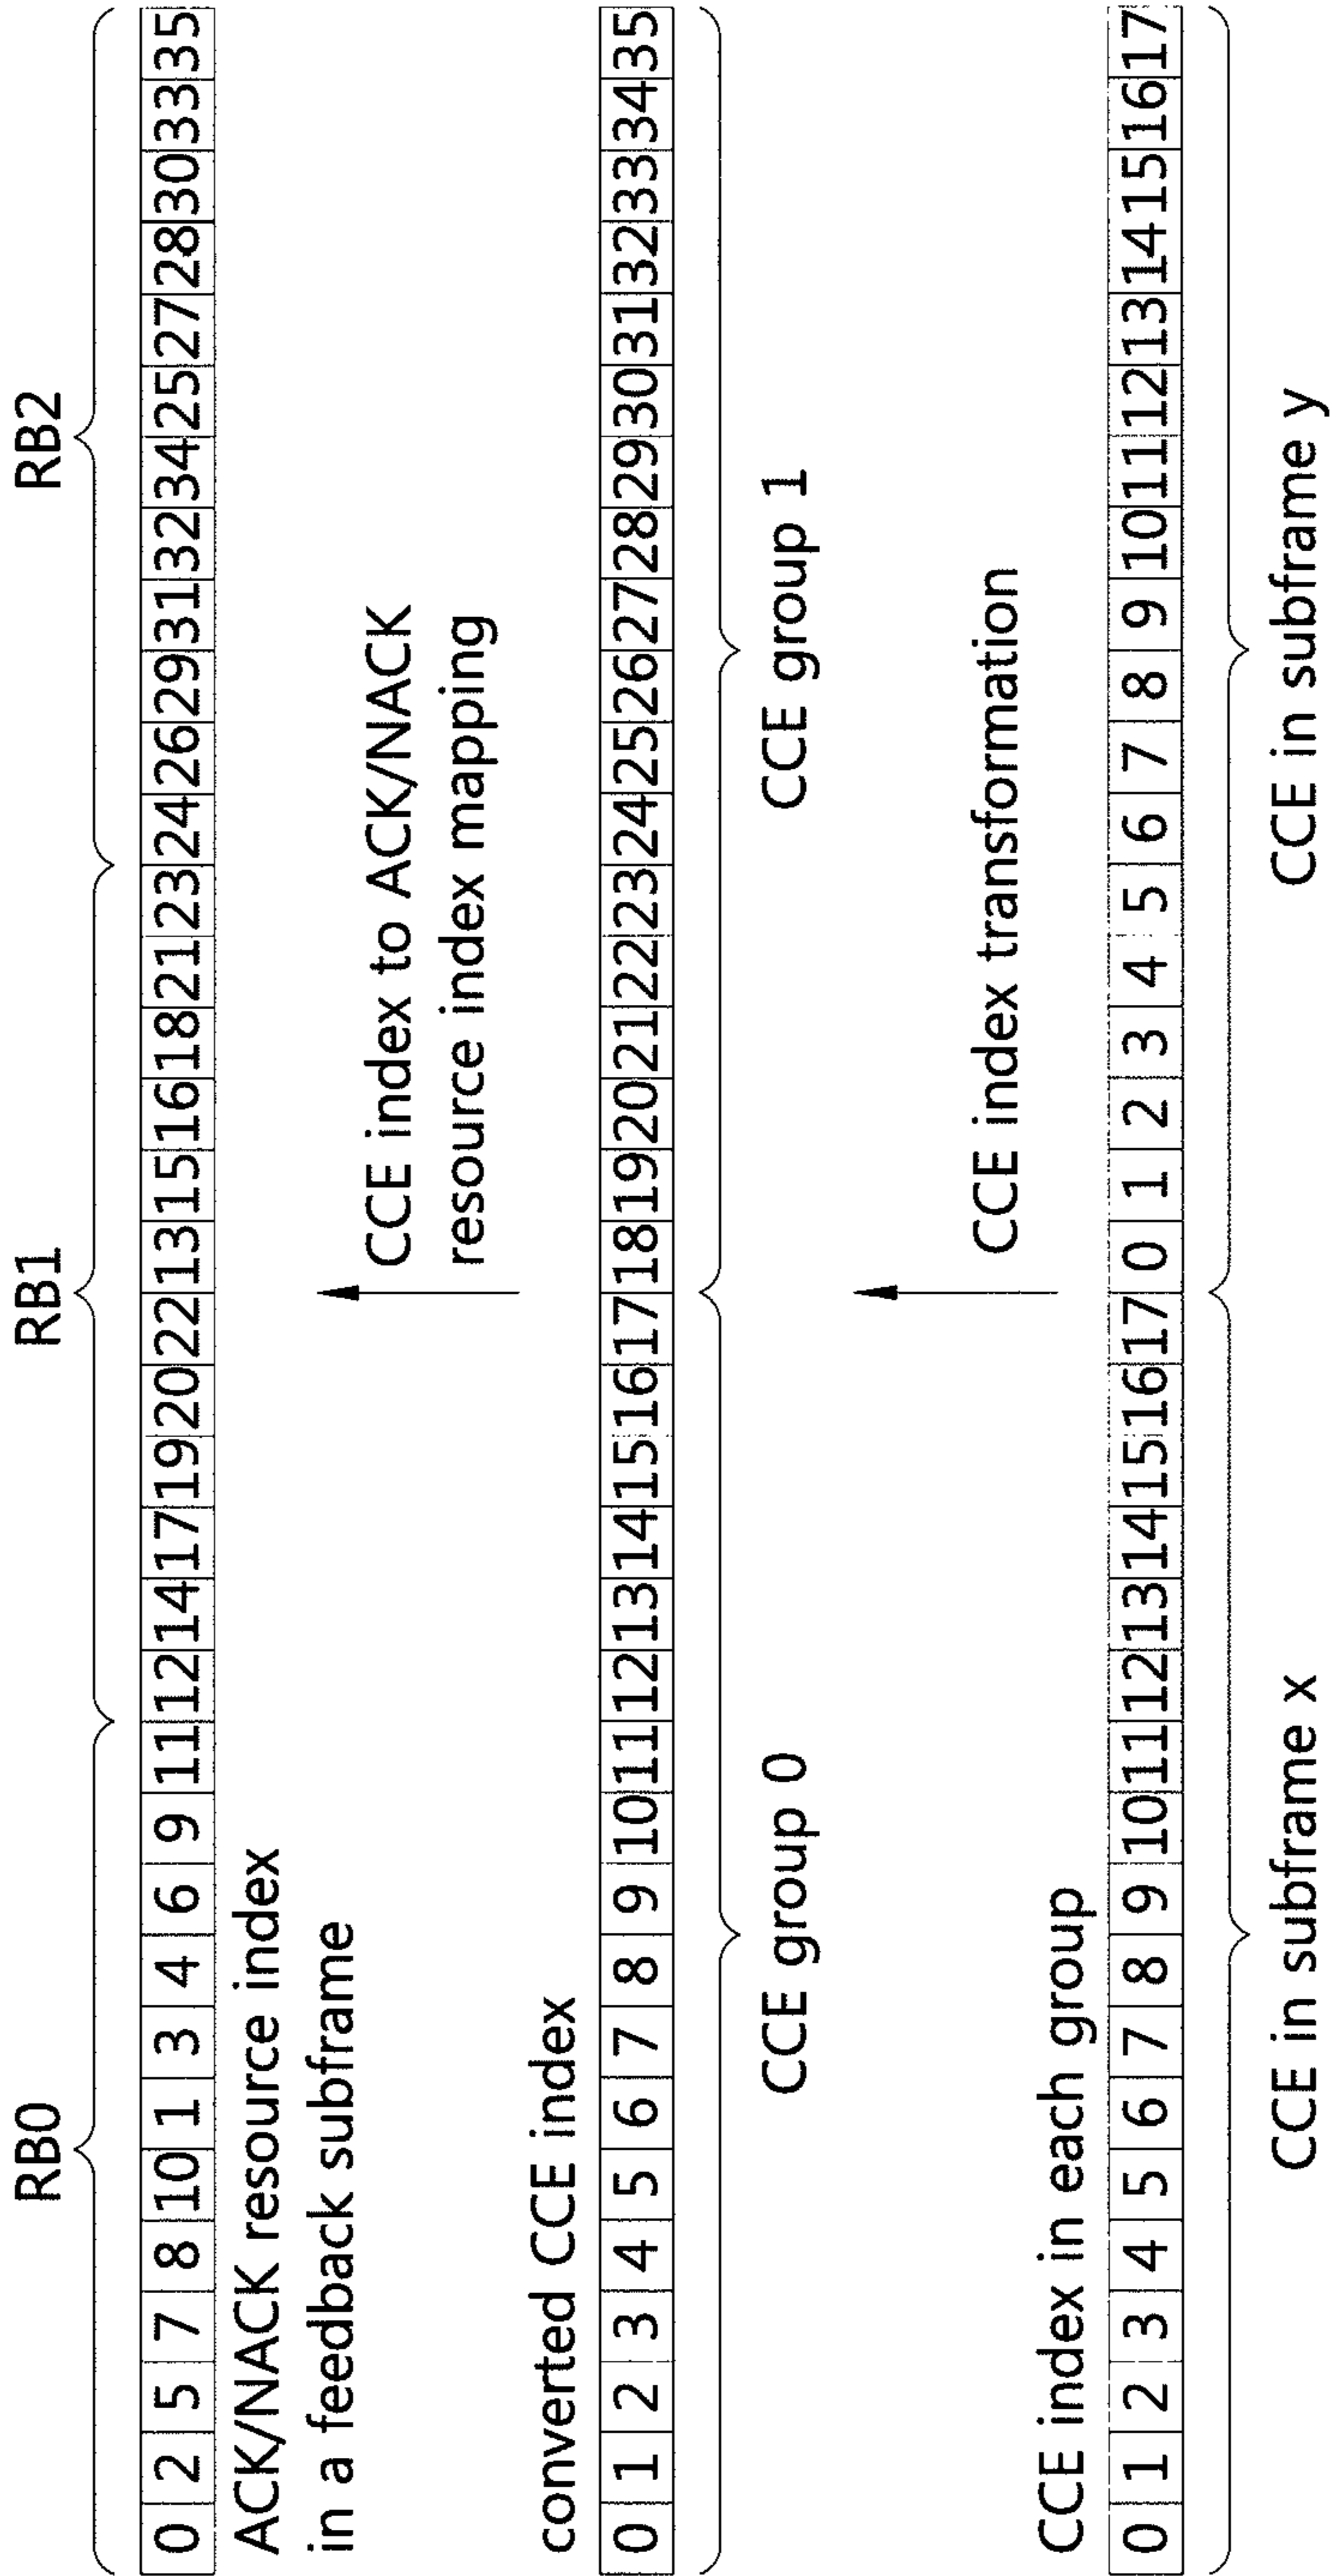 RB0 RB1 RB2
0 2 5 7 8 10 1 3 4 6 9 11 12 14 17 19 20 22 13 15 16 18 21 23 24 26 29 31 32 34 25 27 28 30 33 35
ACK/NACK resource index
in a feedback subframe
CCE index to ACK/NACK
resource index mapping
converted CCE index
0 1 2 3 4 5 6 7 8 9 10 11 12 13 14 15 16 17 18 19 20 21 22 23 24 25 26 27 28 29 30 31 32 33 34 35
CCE group 0 CCE group 1
CCE index transformation
CCE index in each group
0 1 2 3 4 5 6 7 8 9 10 11 12 13 14 15 16 17 0 1 2 3 4 5 6 7 8 9 10 11 12 13 14 15 16 17
CCE in subframe x CCE in subframe y